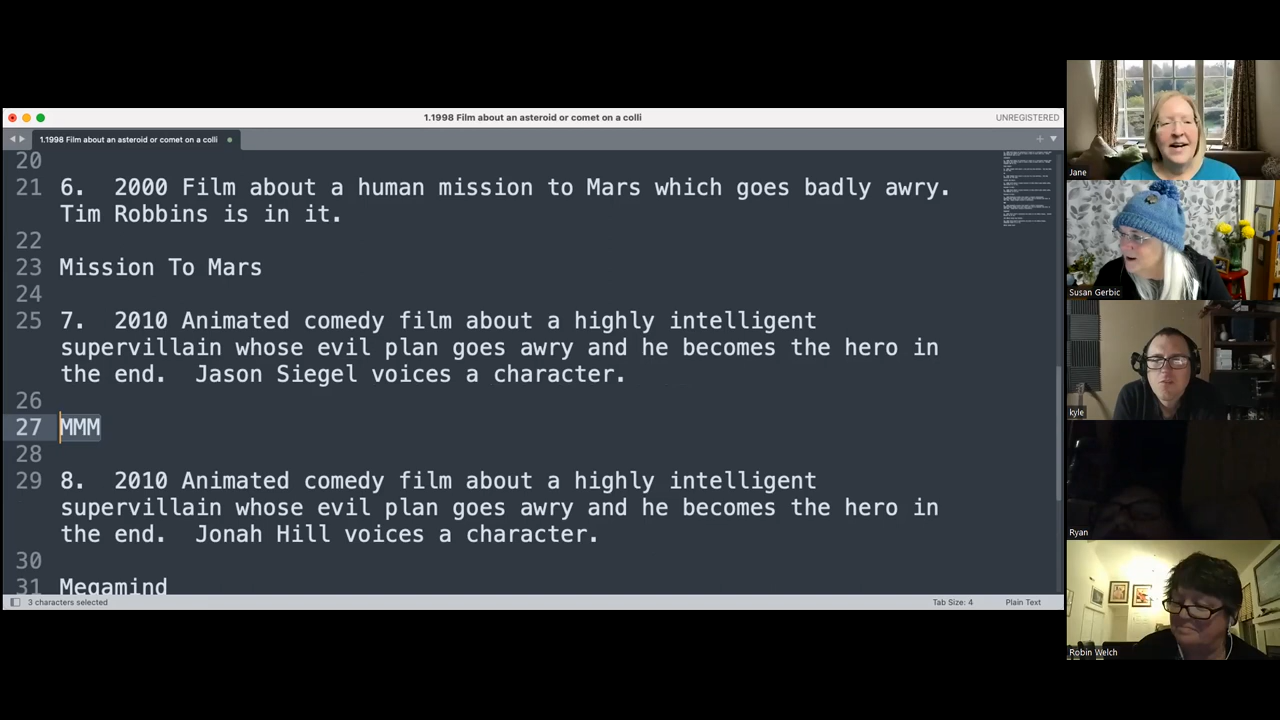 1.1998 Film about an asteroid or comet on a colli
UNREGISTERED
1.1998 Film about an asteroid or comet on a colli
20
21 6.  2000 Film about a human mission to Mars which goes badly awry.
Tim Robbins is in it.
22
23 Mission To Mars
24
25 7.  2010 Animated comedy film about a highly intelligent
supervillain whose evil plan goes awry and he becomes the hero in
the end.  Jason Siegel voices a character.
26
27 MMM
28
29 8.  2010 Animated comedy film about a highly intelligent
supervillain whose evil plan goes awry and he becomes the hero in
the end.  Jonah Hill voices a character.
30
31 Megamind
3 characters selected
Tab Size: 4
Plain Text
Jane
Susan Gerbic
kyle
Ryan
Robin Welch